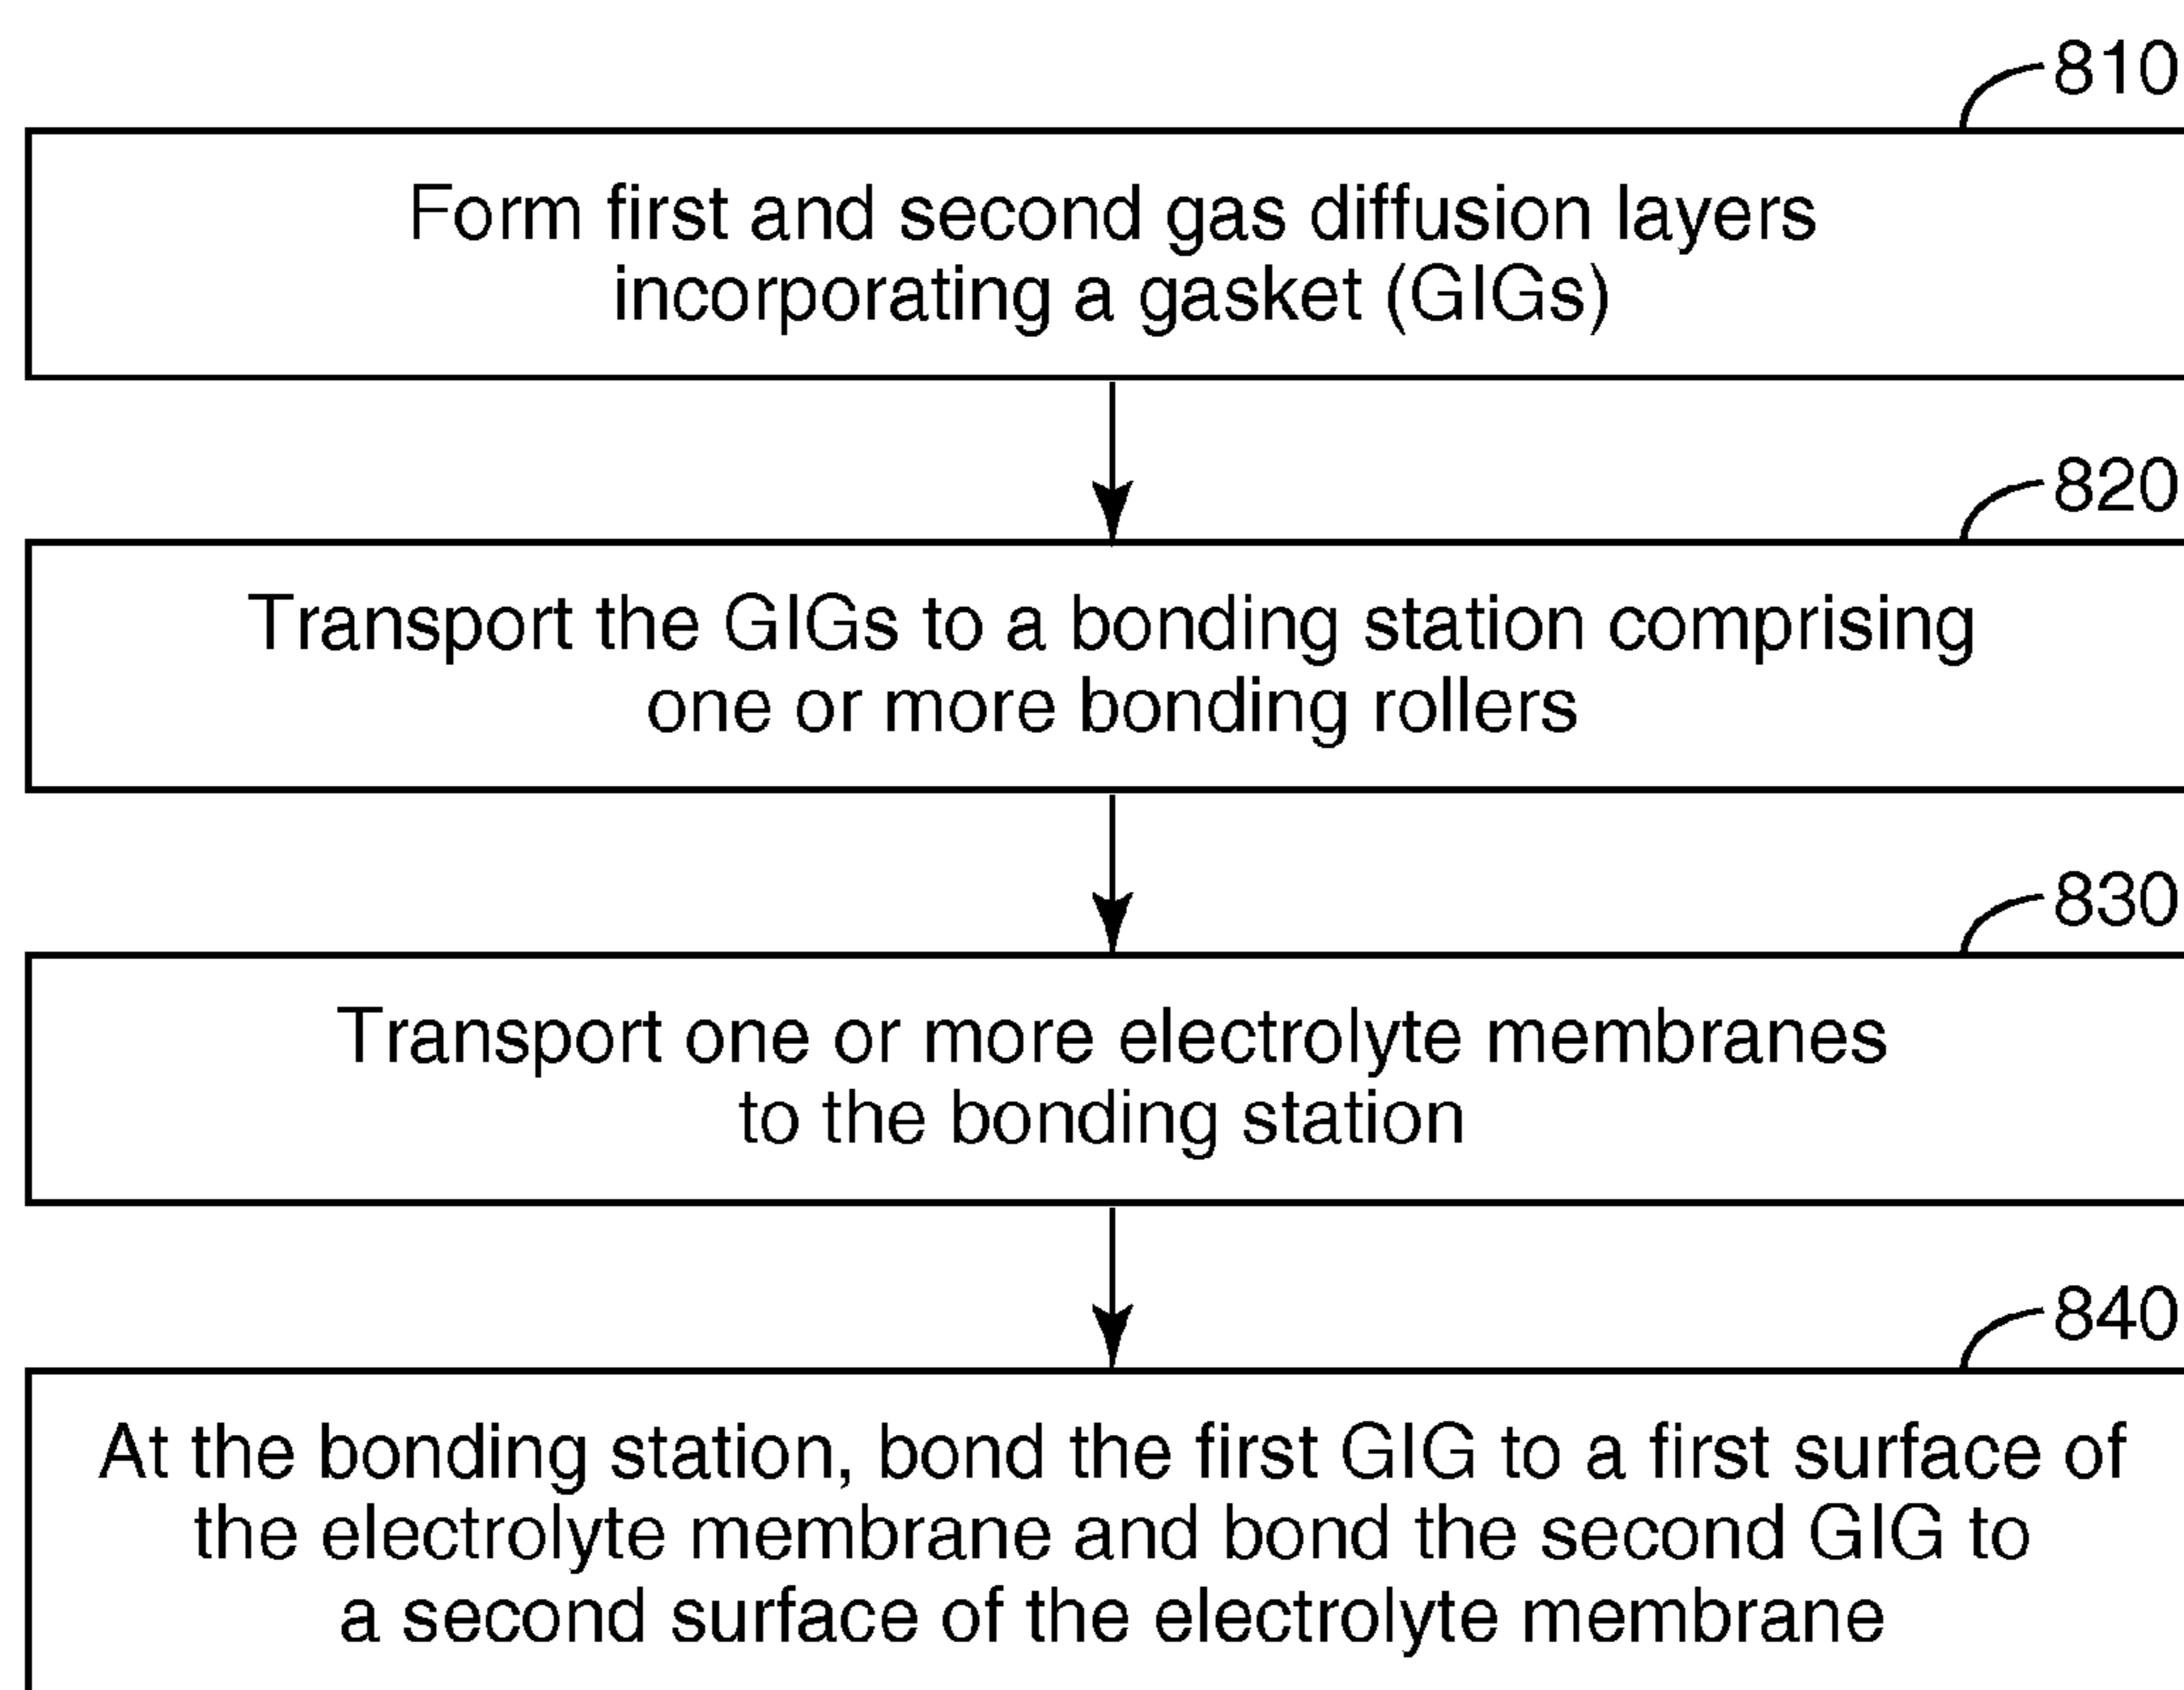 810
Form first and second gas diffusion layers
incorporating a gasket (GIGs)
820
Transport the GIGs to a bonding station comprising
one or more bonding rollers
830
Transport one or more electrolyte membranes
to the bonding station
840
At the bonding station, bond the first GIG to a first surface of
the electrolyte membrane and bond the second GIG to
a second surface of the electrolyte membrane